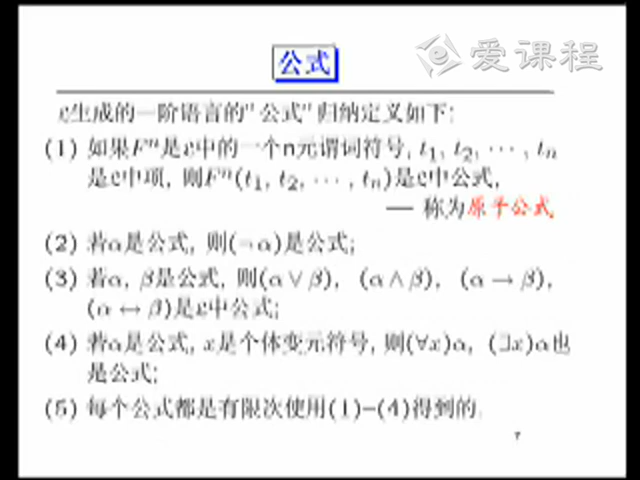 爱课程
公式
ℒ生成的一阶语言的"公式"归纳定义如下:
(1) 如果Fⁿ是ℒ中的一个n元谓词符号, t₁, t₂, ⋯, tₙ
是ℒ中项, 则Fⁿ(t₁, t₂, ⋯, tₙ)是ℒ中公式,
— 称为原子公式
(2) 若α是公式, 则(¬α)是公式;
(3) 若α, β是公式, 则(α ∨ β), (α ∧ β), (α → β),
(α ↔ β)是ℒ中公式;
(4) 若α是公式, x是个体变元符号, 则(∀x)α, (∃x)α也
是公式;
(5) 每个公式都是有限次使用(1)–(4)得到的.